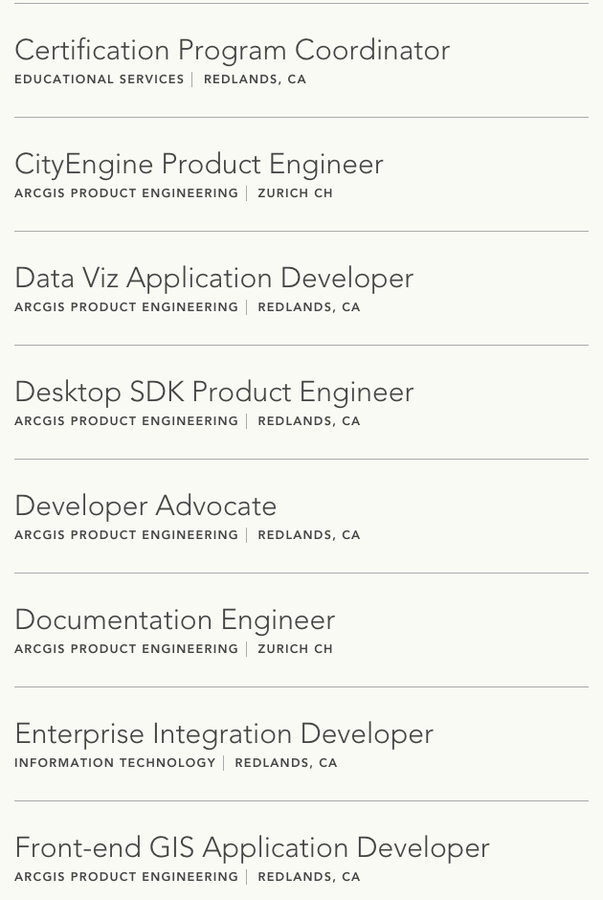 Certification Program Coordinator
EDUCATIONAL SERVICES | REDLANDS, CA
CityEngine Product Engineer
ARCGIS PRODUCT ENGINEERING | ZURICH CH
Data Viz Application Developer
ARCGIS PRODUCT ENGINEERING | REDLANDS, CA
Desktop SDK Product Engineer
ARCGIS PRODUCT ENGINEERING | REDLANDS, CA
Developer Advocate
ARCGIS PRODUCT ENGINEERING | REDLANDS, CA
Documentation Engineer
ARCGIS PRODUCT ENGINEERING | ZURICH CH
Enterprise Integration Developer
INFORMATION TECHNOLOGY | REDLANDS, CA
Front-end GIS Application Developer
ARCGIS PRODUCT ENGINEERING | REDLANDS, CA